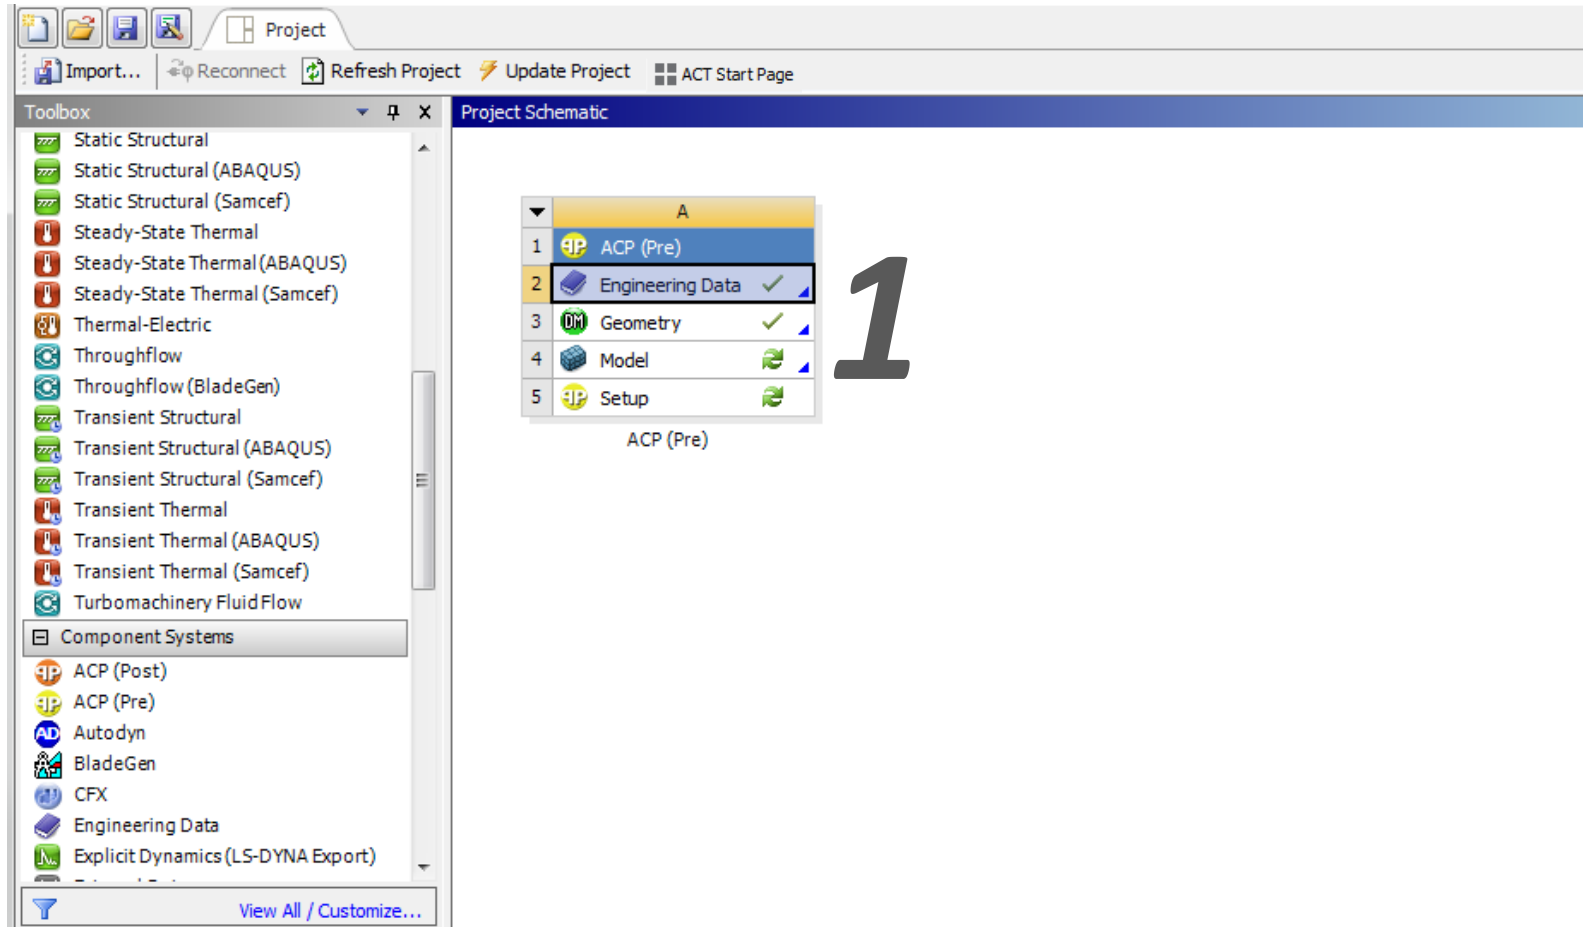 Project
Import... Reconnect Refresh Project Update Project ACT Start Page
Toolbox
Static Structural
Static Structural (ABAQUS)
Static Structural (Samcef)
Steady-State Thermal
Steady-State Thermal (ABAQUS)
Steady-State Thermal (Samcef)
Thermal-Electric
Throughflow
Throughflow (BladeGen)
Transient Structural
Transient Structural (ABAQUS)
Transient Structural (Samcef)
Transient Thermal
Transient Thermal (ABAQUS)
Transient Thermal (Samcef)
Turbomachinery Fluid Flow
Component Systems
ACP (Post)
ACP (Pre)
AD Autodyn
BladeGen
CFX
Engineering Data
Explicit Dynamics (LS-DYNA Export)
View All / Customize...
Project Schematic
A
1 ACP (Pre)
2 Engineering Data
3 DM Geometry
4 Model
5 Setup
ACP (Pre)
1